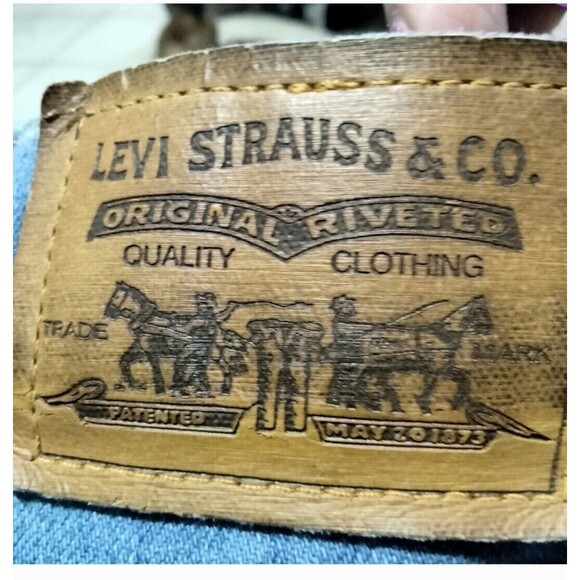 LEVI STRAUSS & CO.
ORIGINAL RIVETED
QUALITY CLOTHING
TRADE MARK
PATENTED MAY 20 1873